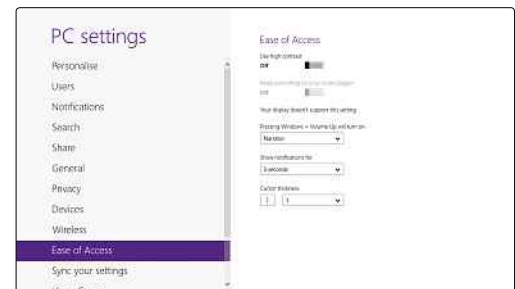 PC settings
Personalise
Users
Notifications
Search
Share
General
Privacy
Devices
Wireless
Ease of Access
Sync your settings
Ease of Access
Use high contrast
Off
Off
Your display doesn't support this setting.
Pressing Windows + Volume Up will turn on
Narrator
Show notifications for
5 seconds
Cursor thickness
1